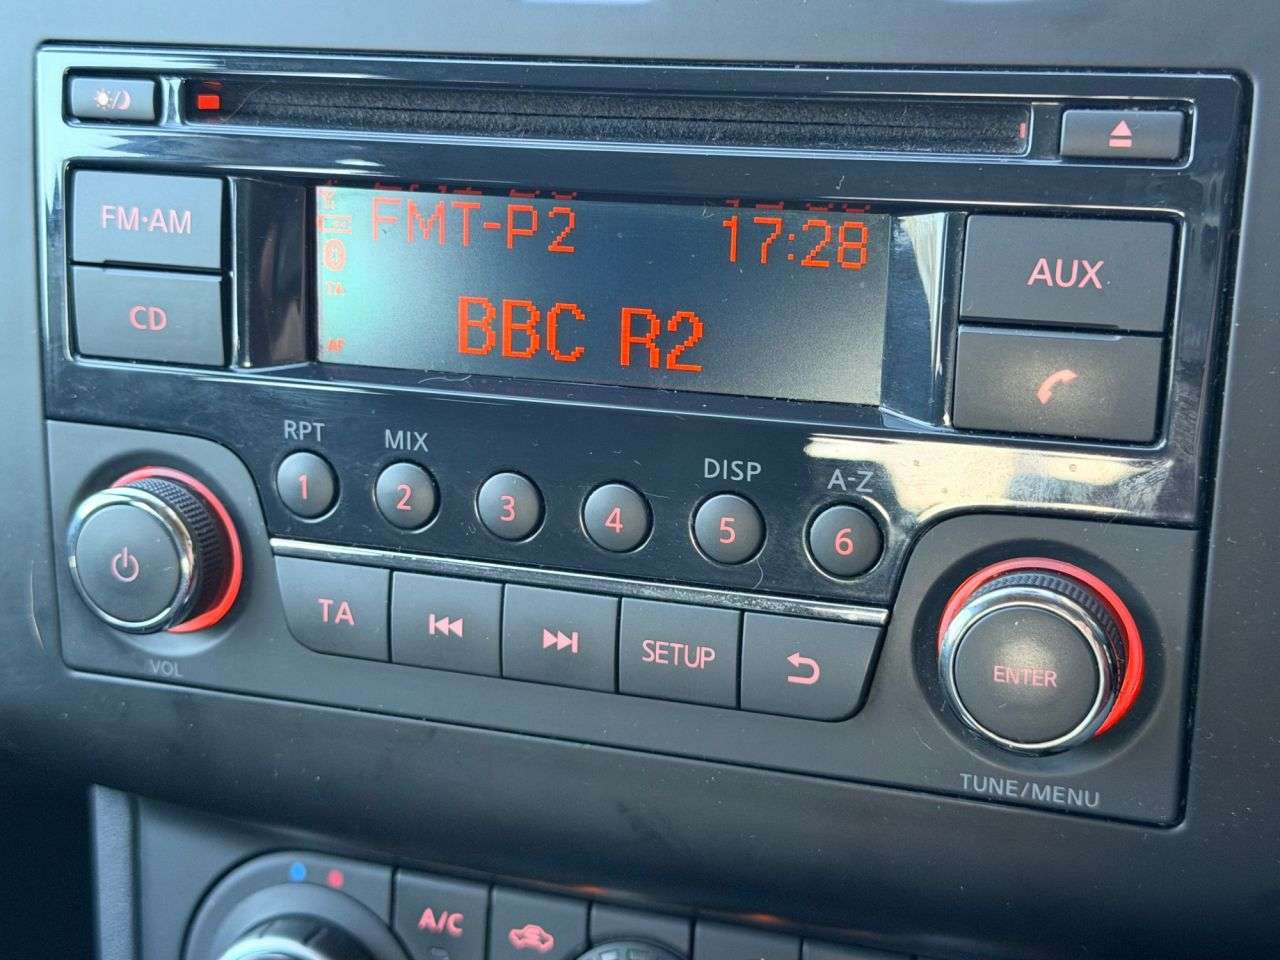 FM·AM
CD
FMT-P2 17:28
BBC R2
AF
AUX
RPT MIX DISP A-Z
1 2 3 4 5 6
TA SETUP
VOL
ENTER
TUNE/MENU
A/C